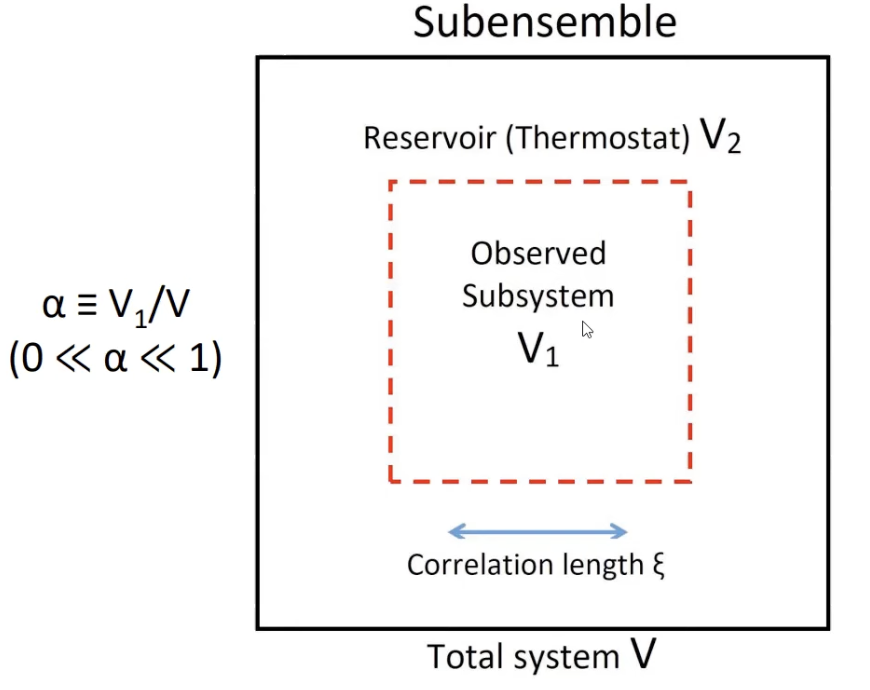 Subensemble
Reservoir (Thermostat) V₂
Observed
Subsystem
V₁
α ≡ V₁/V
(0 ≪ α ≪ 1)
Correlation length ξ
Total system V